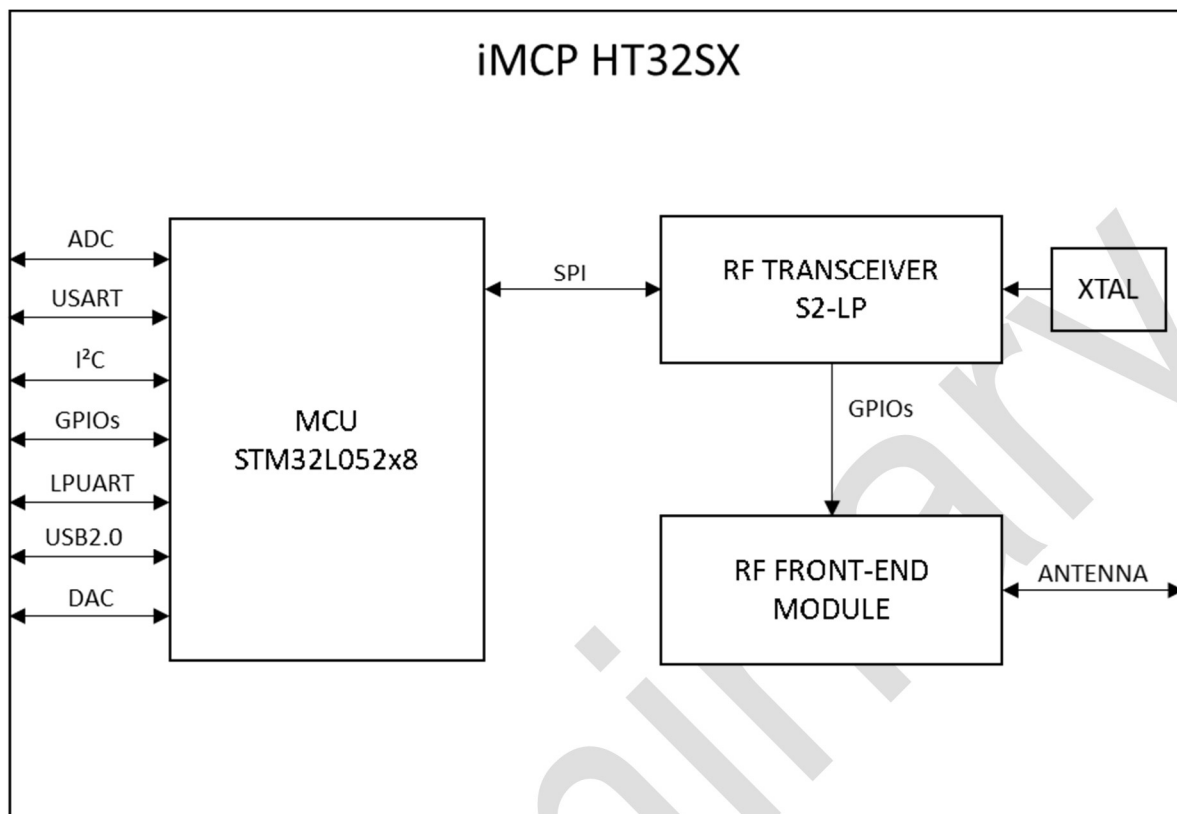 iMCP HT32SX
ADC
USART
I²C
GPIOs
LPUART
USB2.0
DAC
MCU
STM32L052x8
SPI
RF TRANSCEIVER
S2-LP
XTAL
GPIOs
RF FRONT-END
MODULE
ANTENNA